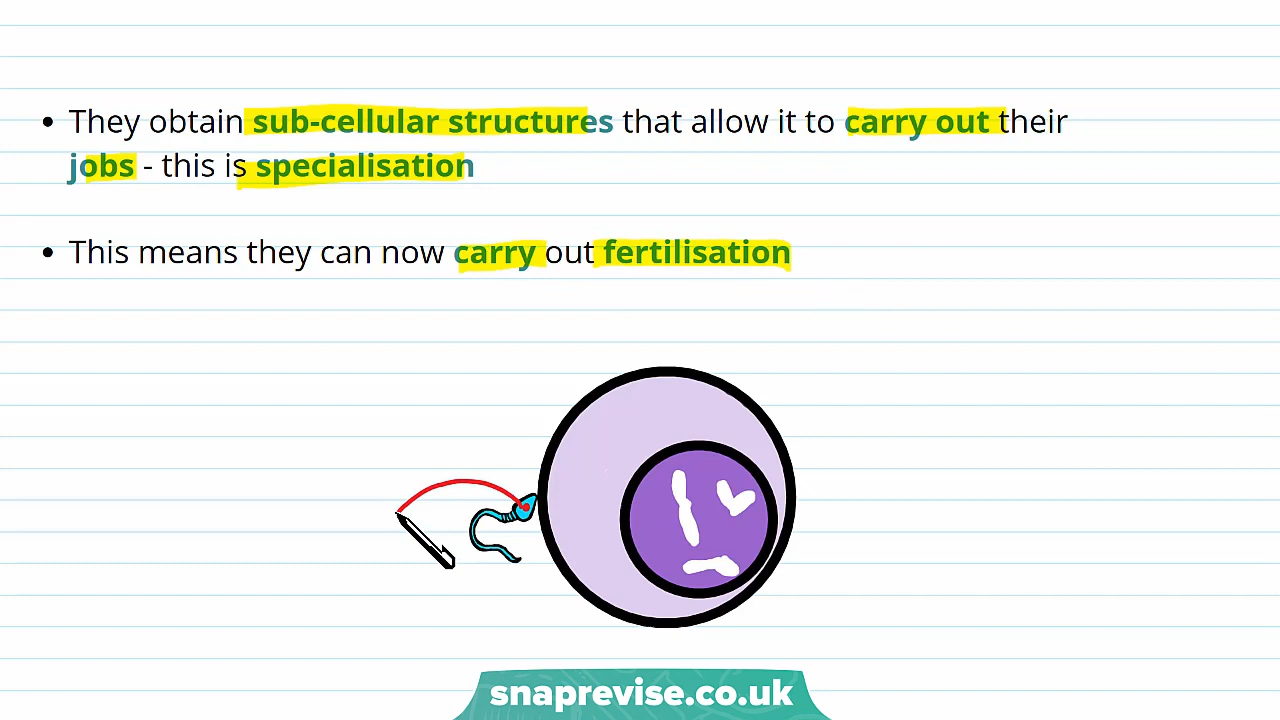 • They obtain sub-cellular structures that allow it to carry out their
jobs - this is specialisation
• This means they can now carry out fertilisation
snaprevise.co.uk